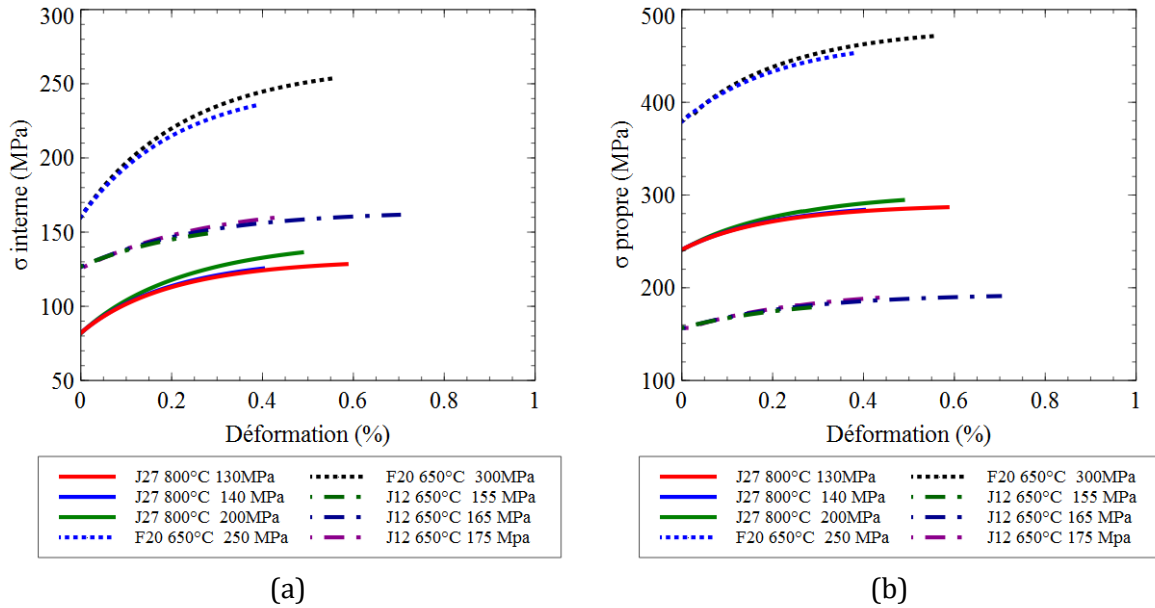 300
250
200
150
100
50
σ interne (MPa)
0 0.2 0.4 0.6 0.8 1
Déformation (%)
J27 800°C 130MPa
J27 800°C 140 MPa
J27 800°C 200MPa
F20 650°C 250 MPa
F20 650°C 300MPa
J12 650°C 155 MPa
J12 650°C 165 MPa
J12 650°C 175 Mpa
(a)
500
400
300
200
100
σ propre (MPa)
0 0.2 0.4 0.6 0.8 1
Déformation (%)
J27 800°C 130MPa
J27 800°C 140 MPa
J27 800°C 200MPa
F20 650°C 250 MPa
F20 650°C 300MPa
J12 650°C 155 MPa
J12 650°C 165 MPa
J12 650°C 175 Mpa
(b)